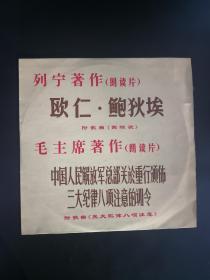 列宁著作(朗读片)
欧仁·鲍狄埃
附歌曲(国际歌)
毛主席著作(朗读片)
中国人民解放军总部关於重行颁佈
三大纪律八项注意的训令
附歌曲(三大纪律八项注意)